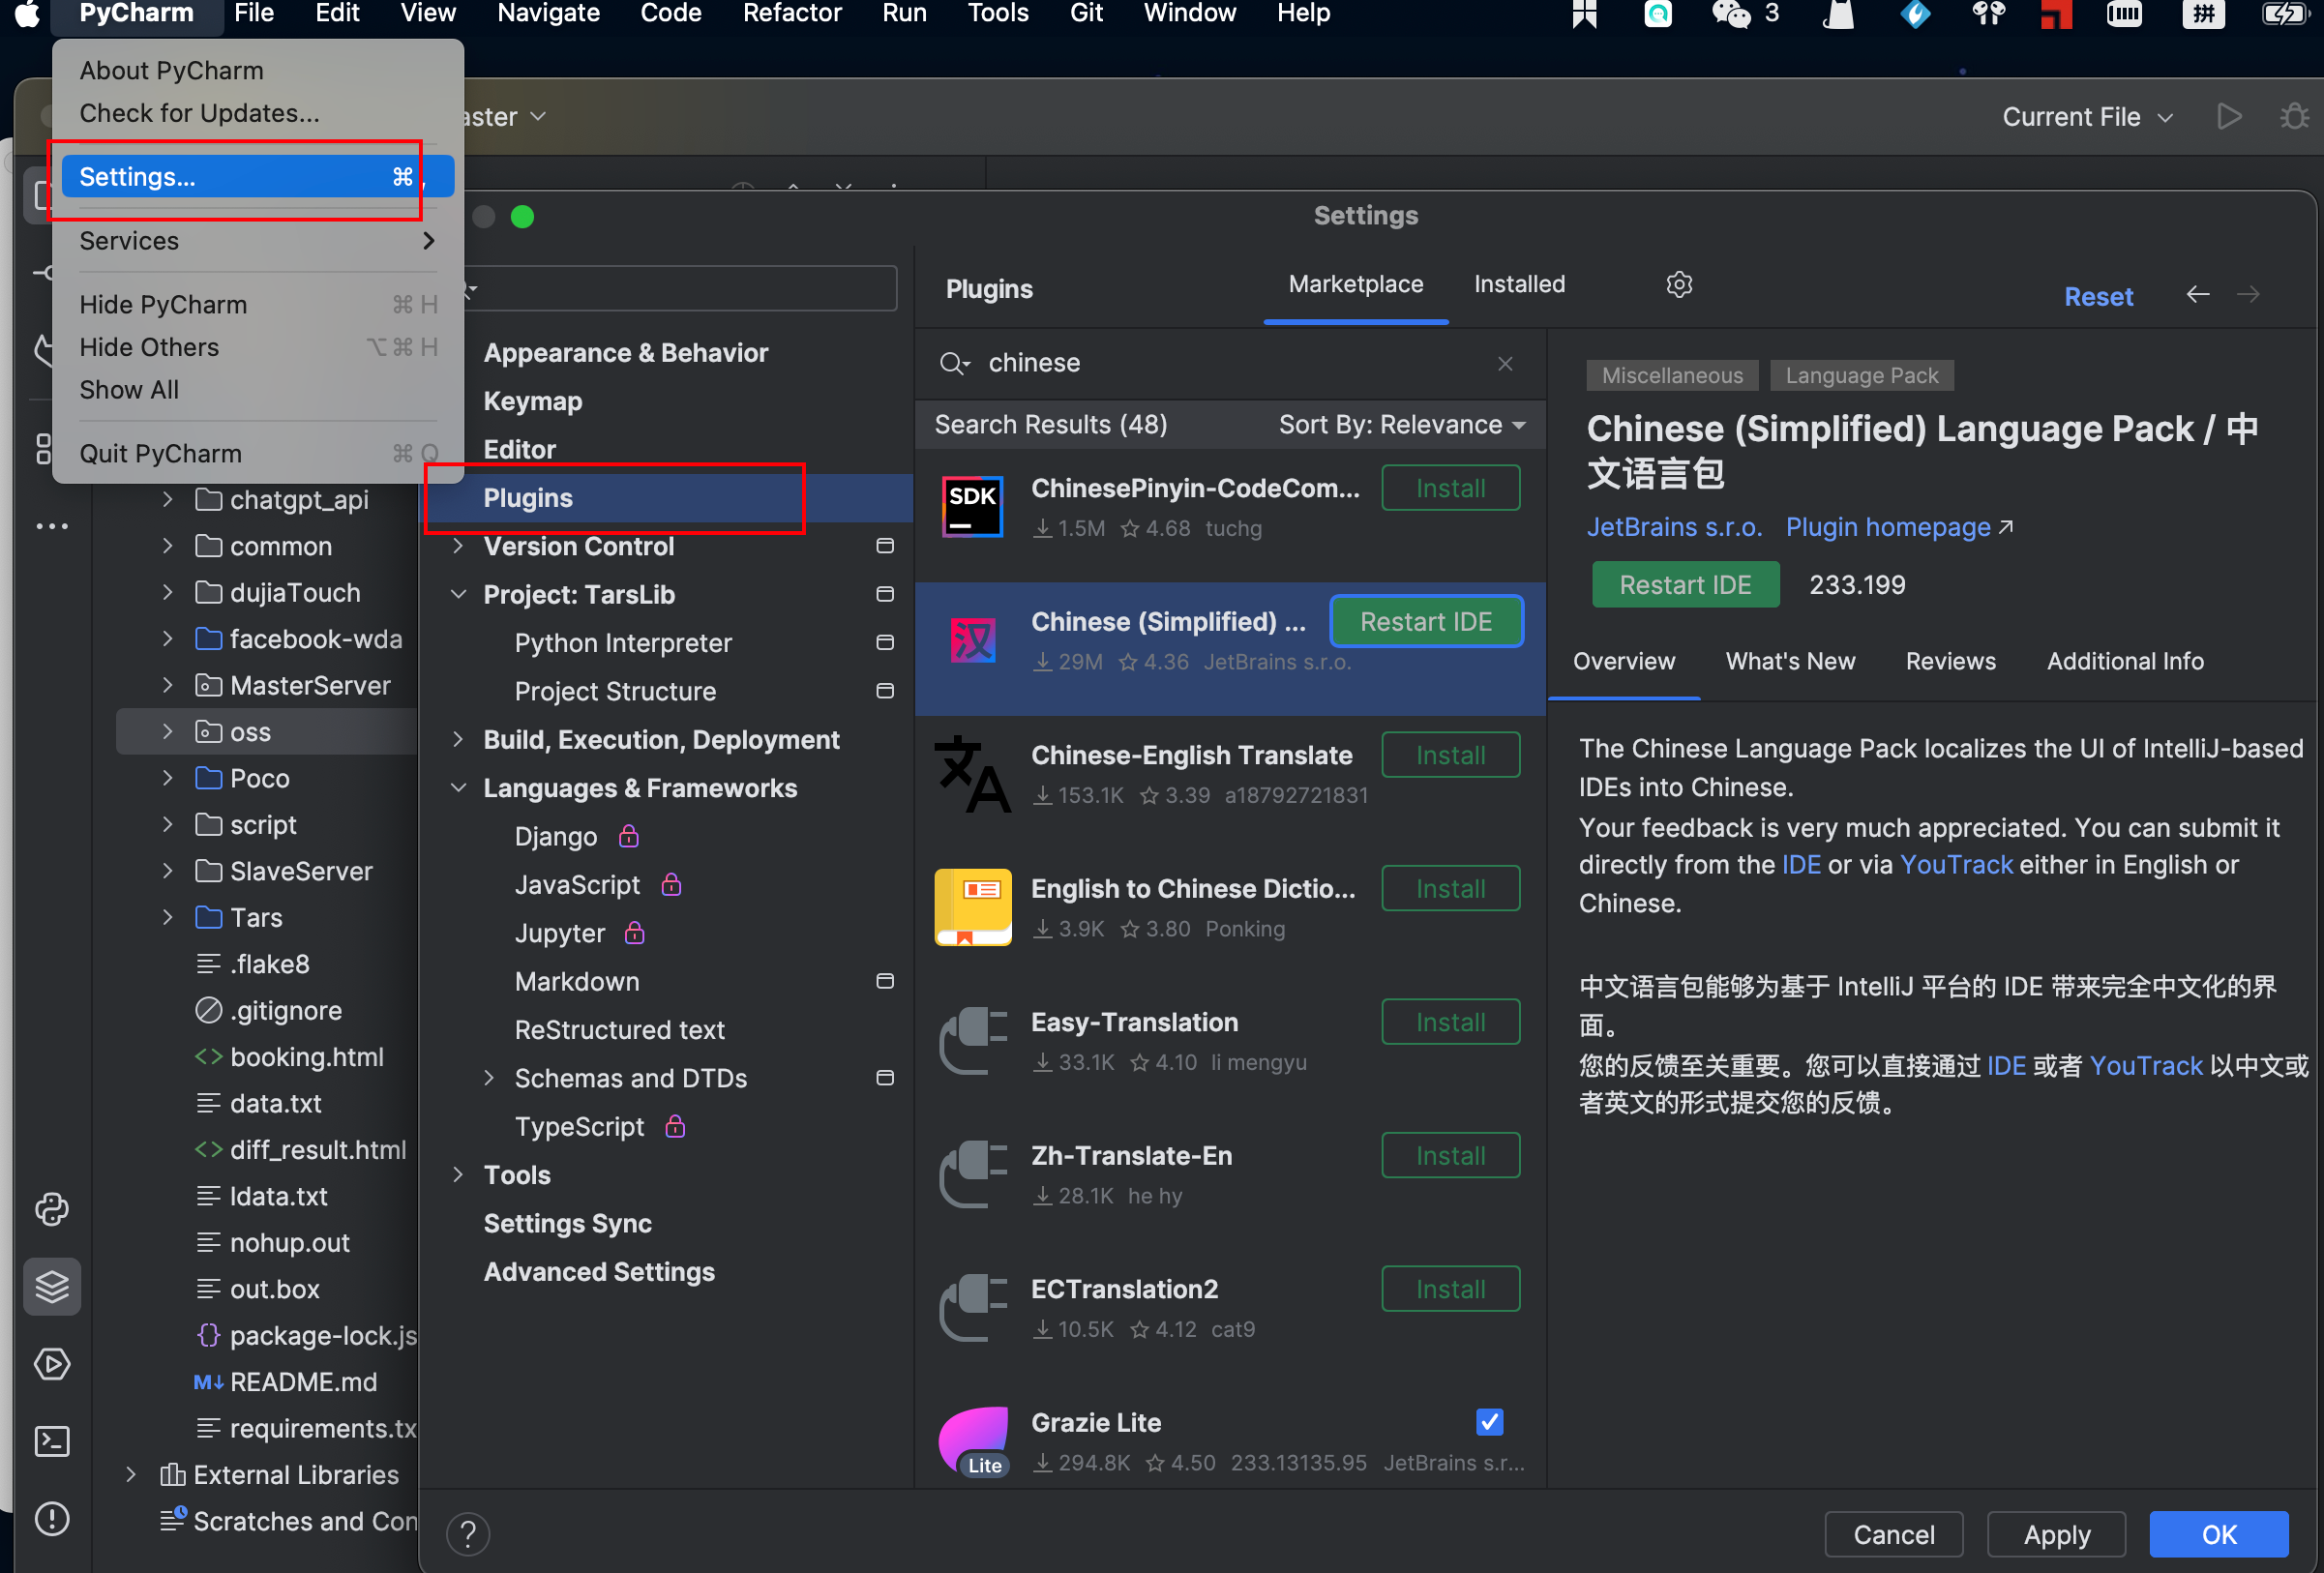 PyCharm File Edit View Navigate Code Refactor Run Tools Git Window Help 3 拼
About PyCharm
Check for Updates...
Settings... ⌘ ,
Services
Hide PyCharm ⌘ H
Hide Others ⌥ ⌘ H
Show All
Quit PyCharm ⌘ Q
aster
Current File
chatgpt_api
common
dujiaTouch
facebook-wda
MasterServer
oss
Poco
script
SlaveServer
Tars
.flake8
.gitignore
booking.html
data.txt
diff_result.html
ldata.txt
nohup.out
out.box
package-lock.js
M↓ README.md
requirements.tx
External Libraries
Scratches and Con
Settings
Appearance & Behavior
Keymap
Editor
Plugins
Version Control
Project: TarsLib
Python Interpreter
Project Structure
Build, Execution, Deployment
Languages & Frameworks
Django
JavaScript
Jupyter
Markdown
ReStructured text
Schemas and DTDs
TypeScript
Tools
Settings Sync
Advanced Settings
Plugins Marketplace Installed Reset
chinese
Search Results (48) Sort By: Relevance
SDK ChinesePinyin-CodeCom... Install
1.5M 4.68 tuchg
汉 Chinese (Simplified) ... Restart IDE
29M 4.36 JetBrains s.r.o.
文A Chinese-English Translate Install
153.1K 3.39 a18792721831
English to Chinese Dictio... Install
3.9K 3.80 Ponking
Easy-Translation Install
33.1K 4.10 li mengyu
Zh-Translate-En Install
28.1K he hy
ECTranslation2 Install
10.5K 4.12 cat9
Grazie Lite
Lite 294.8K 4.50 233.13135.95 JetBrains s.r...
Miscellaneous Language Pack
Chinese (Simplified) Language Pack / 中
文语言包
JetBrains s.r.o. Plugin homepage ↗
Restart IDE 233.199
Overview What's New Reviews Additional Info
The Chinese Language Pack localizes the UI of IntelliJ-based
IDEs into Chinese.
Your feedback is very much appreciated. You can submit it
directly from the IDE or via YouTrack either in English or
Chinese.
中文语言包能够为基于 IntelliJ 平台的 IDE 带来完全中文化的界
面。
您的反馈至关重要。您可以直接通过 IDE 或者 YouTrack 以中文或
者英文的形式提交您的反馈。
? Cancel Apply OK